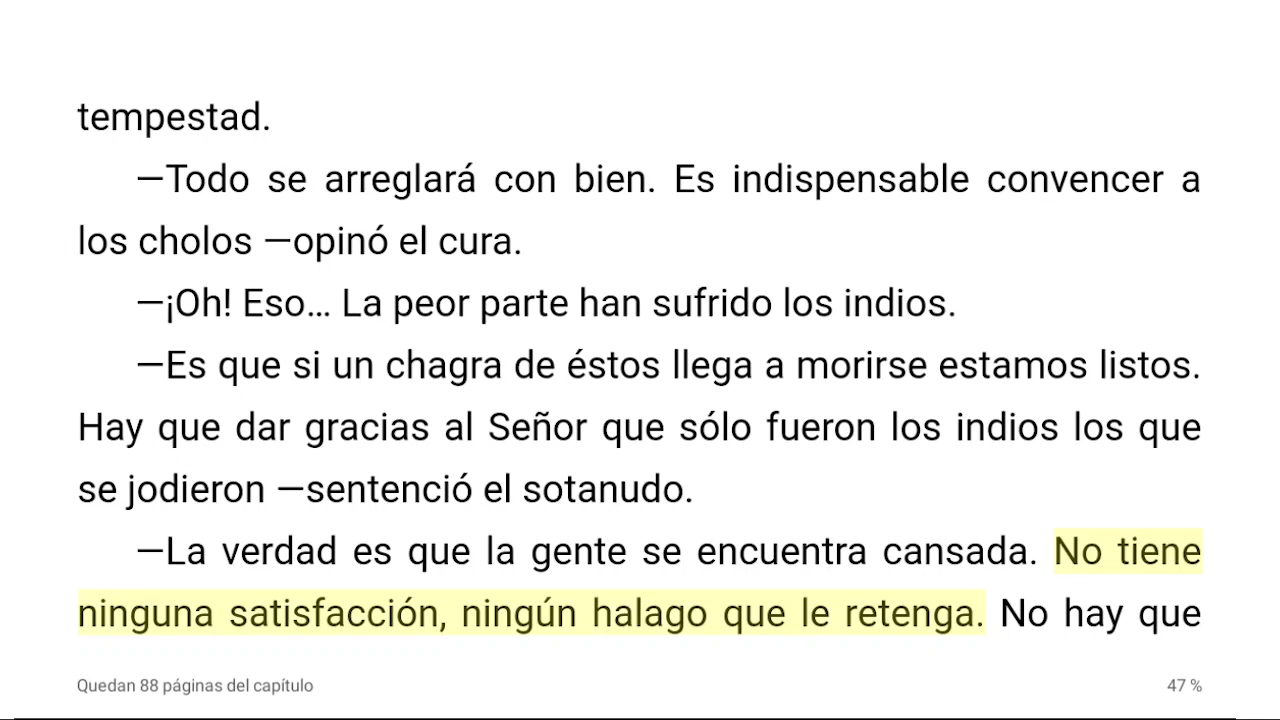 tempestad.
—Todo se arreglará con bien. Es indispensable convencer a
los cholos —opinó el cura.
—¡Oh! Eso… La peor parte han sufrido los indios.
—Es que si un chagra de éstos llega a morirse estamos listos.
Hay que dar gracias al Señor que sólo fueron los indios los que
se jodieron —sentenció el sotanudo.
—La verdad es que la gente se encuentra cansada. No tiene
ninguna satisfacción, ningún halago que le retenga. No hay que
Quedan 88 páginas del capítulo
47 %